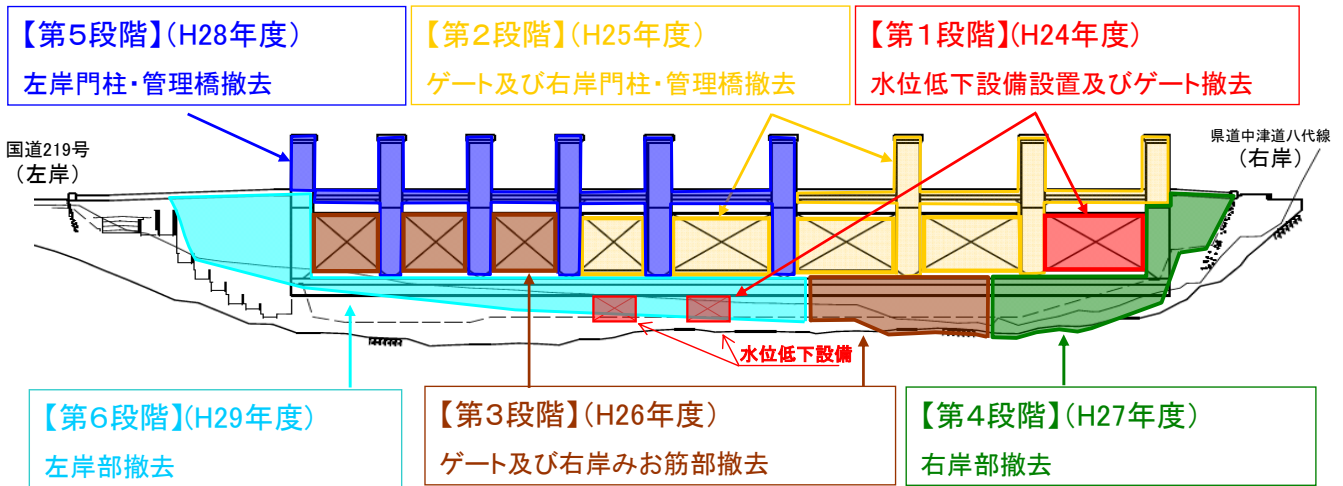 【第5段階】(H28年度)
左岸門柱・管理橋撤去
【第2段階】(H25年度)
ゲート及び右岸門柱・管理橋撤去
【第1段階】(H24年度)
水位低下設備設置及びゲート撤去
国道219号
(左岸)
県道中津道八代線
(右岸)
水位低下設備
【第6段階】(H29年度)
左岸部撤去
【第3段階】(H26年度)
ゲート及び右岸みお筋部撤去
【第4段階】(H27年度)
右岸部撤去